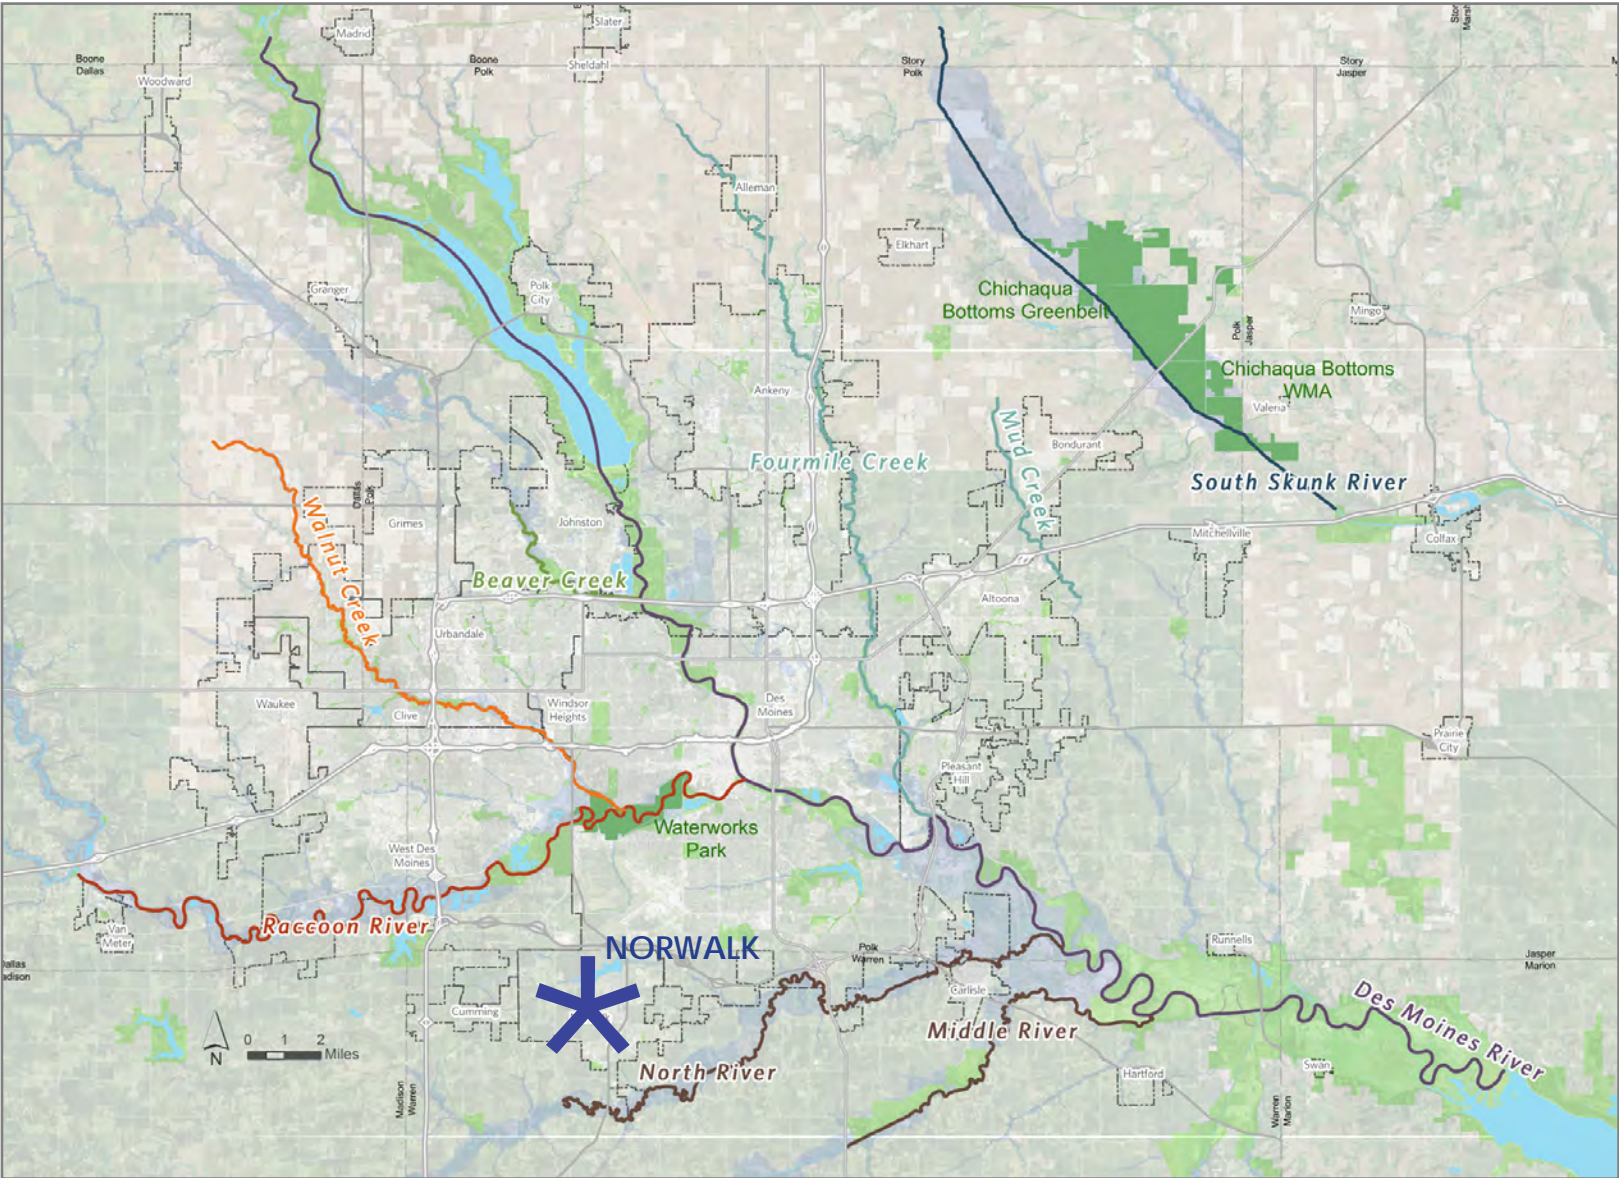 Slater
Madrid
Boone
Dallas
Boone
Polk
Sheldahl
Story
Polk
Story
Jasper
Woodward
Alleman
Elkhart
Granger
Polk
City
Chichaqua
Bottoms Greenbelt
Mingo
Polk
Jasper
Chichaqua Bottoms
WMA
Valeria
Ankeny
Mud Creek
Bondurant
Fourmile Creek
South Skunk River
Dallas
Polk
Walnut Creek
Grimes
Johnston
Mitchellville
Colfax
Beaver Creek
Altoona
Urbandale
Waukee
Clive
Windsor
Heights
Des
Moines
Prairie
City
Pleasant
Hill
Waterworks
Park
West Des
Moines
Raccoon River
Van
Meter
NORWALK
Polk
Warren
Runnells
Jasper
Marion
Carlisle
Cumming
Middle River
Des Moines River
0 1 2
Miles
N
North River
Hartford
Swan
Madison
Warren
Warren
Marion